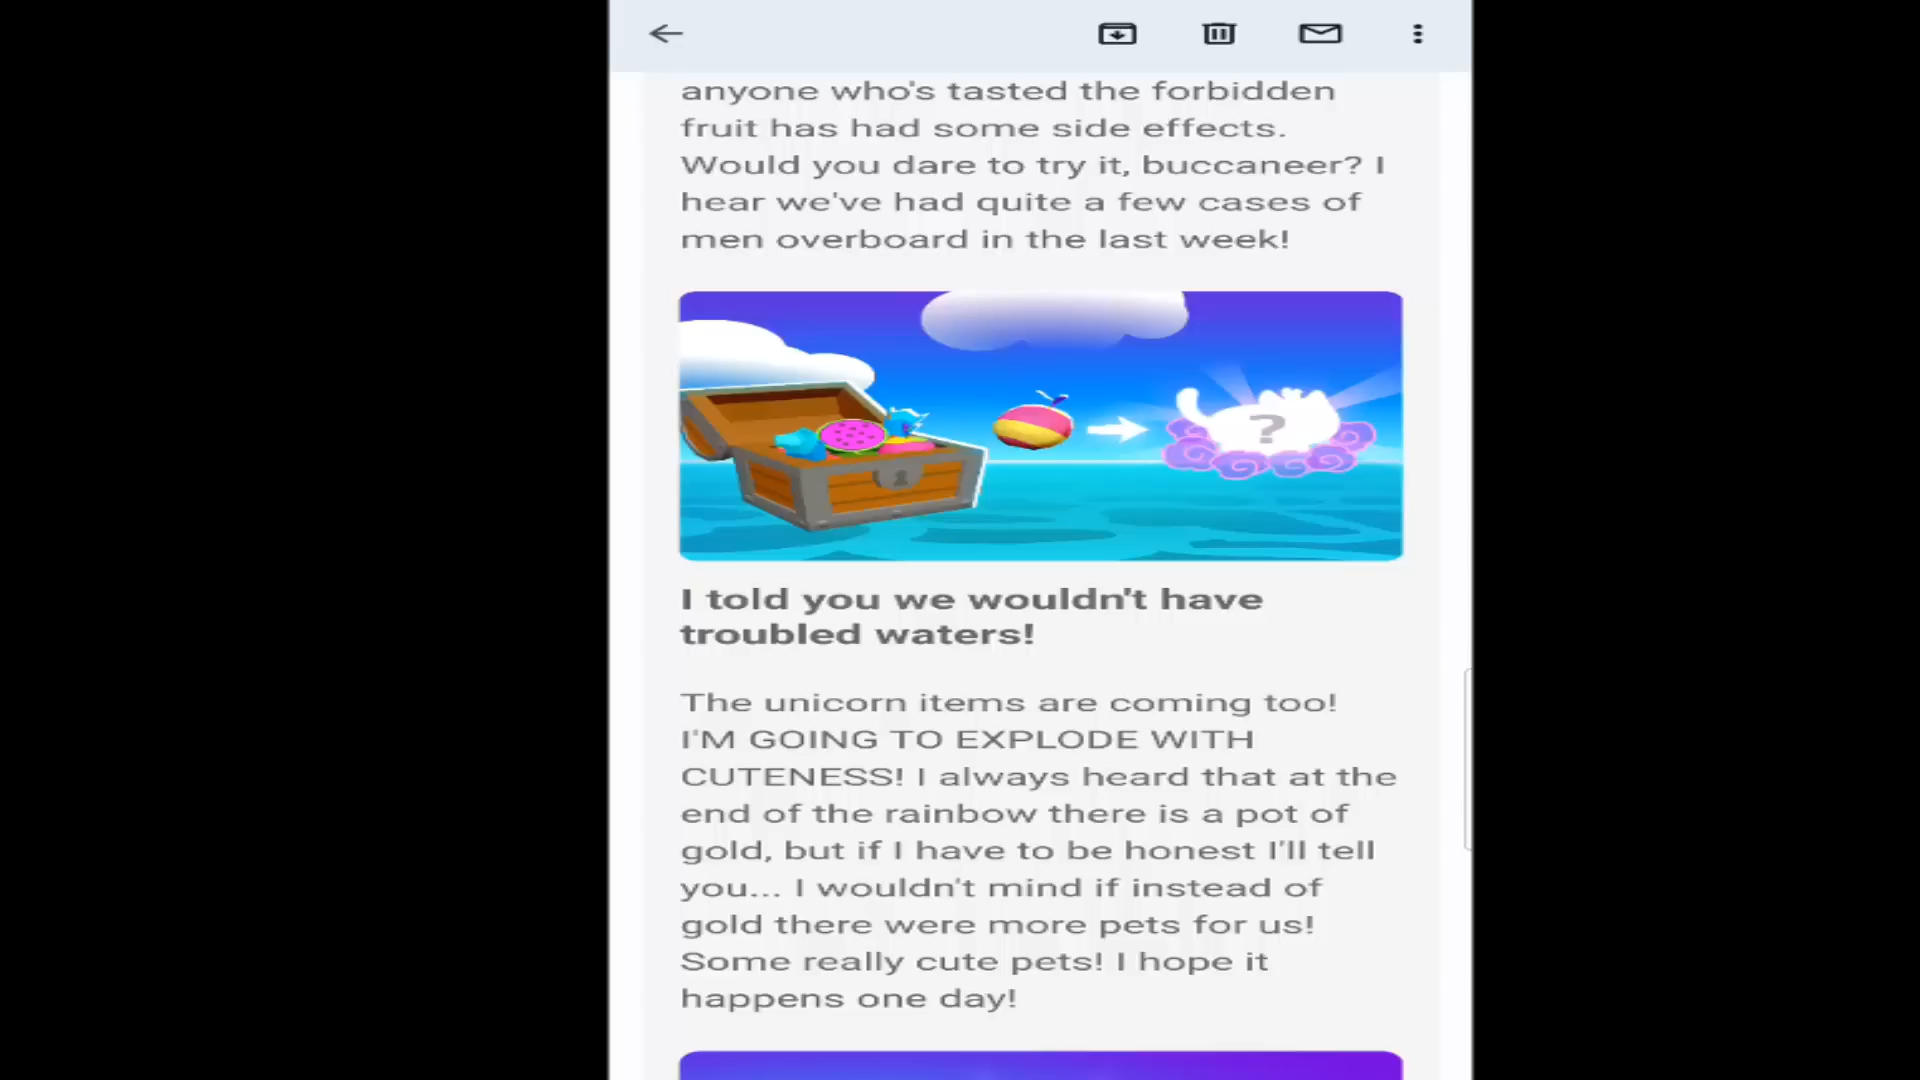 anyone who's tasted the forbidden
fruit has had some side effects.
Would you dare to try it, buccaneer? I
hear we've had quite a few cases of
men overboard in the last week!
?
I told you we wouldn't have
troubled waters!
The unicorn items are coming too!
I'M GOING TO EXPLODE WITH
CUTENESS! I always heard that at the
end of the rainbow there is a pot of
gold, but if I have to be honest I'll tell
you... I wouldn't mind if instead of
gold there were more pets for us!
Some really cute pets! I hope it
happens one day!